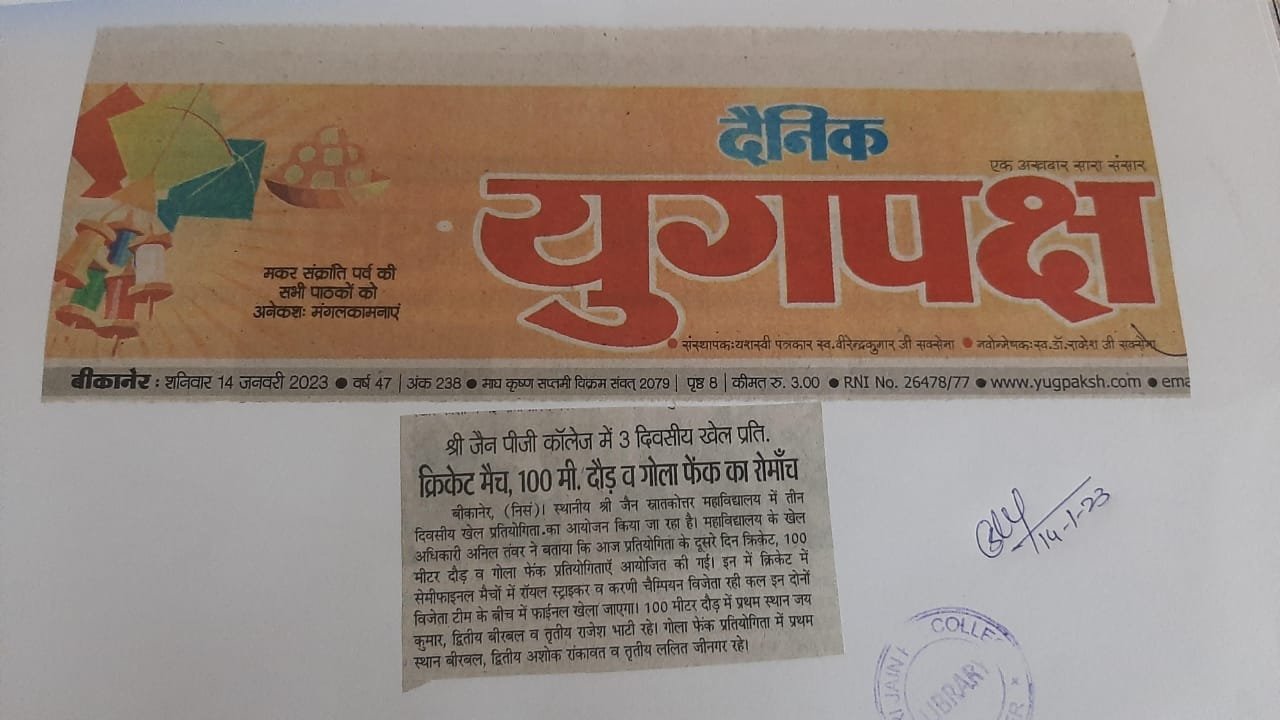 दैनिक
एक अखबार सारा संसार
युगपक्ष
मकर संक्रांति पर्व की
सभी पाठकों को
अनेकशः मंगलकामनाएं
संस्थापकःयशस्वी पत्रकार स्व.वीरेन्द्रकुमार जी सक्सेना ● नवोन्मेषकःस्व.डॉ.राकेश जी सक्सेना
बीकानेर : शनिवार 14 जनवरी 2023 ● वर्ष 47 | अंक 238 ● माघ कृष्ण सप्तमी विक्रम संवत् 2079 | पृष्ठ 8 | कीमत रु. 3.00 ● RNI No. 26478/77 ● www.yugpaksh.com ● ema
श्री जैन पीजी कॉलेज में 3 दिवसीय खेल प्रति.
क्रिकेट मैच, 100 मी. दौड़ व गोला फेंक का रोमाँच
बीकानेर, (निसं)। स्थानीय श्री जैन स्नातकोत्तर महाविद्यालय में तीन
दिवसीय खेल प्रतियोगिता.का आयोजन किया जा रहा है। महाविद्यालय के खेल
अधिकारी अनिल तंवर ने बताया कि आज प्रतियोगिता के दूसरे दिन क्रिकेट, 100
मीटर दौड़ व गोला फेंक प्रतियोगिताएँ आयोजित की गई। इन में क्रिकेट में
सेमीफाइनल मैचों में रॉयल स्ट्राइकर व करणी चैम्पियन विजेता रही कल इन दोनों
विजेता टीम के बीच में फाईनल खेला जाएगा। 100 मीटर दौड़ में प्रथम स्थान जय
कुमार, द्वितीय बीरबल व तृतीय राजेश भाटी रहे। गोला फेंक प्रतियोगिता में प्रथम
स्थान बीरबल, द्वितीय अशोक रांकावत व तृतीय ललित जीनगर रहे।
14-1-23
JAIN COLLE